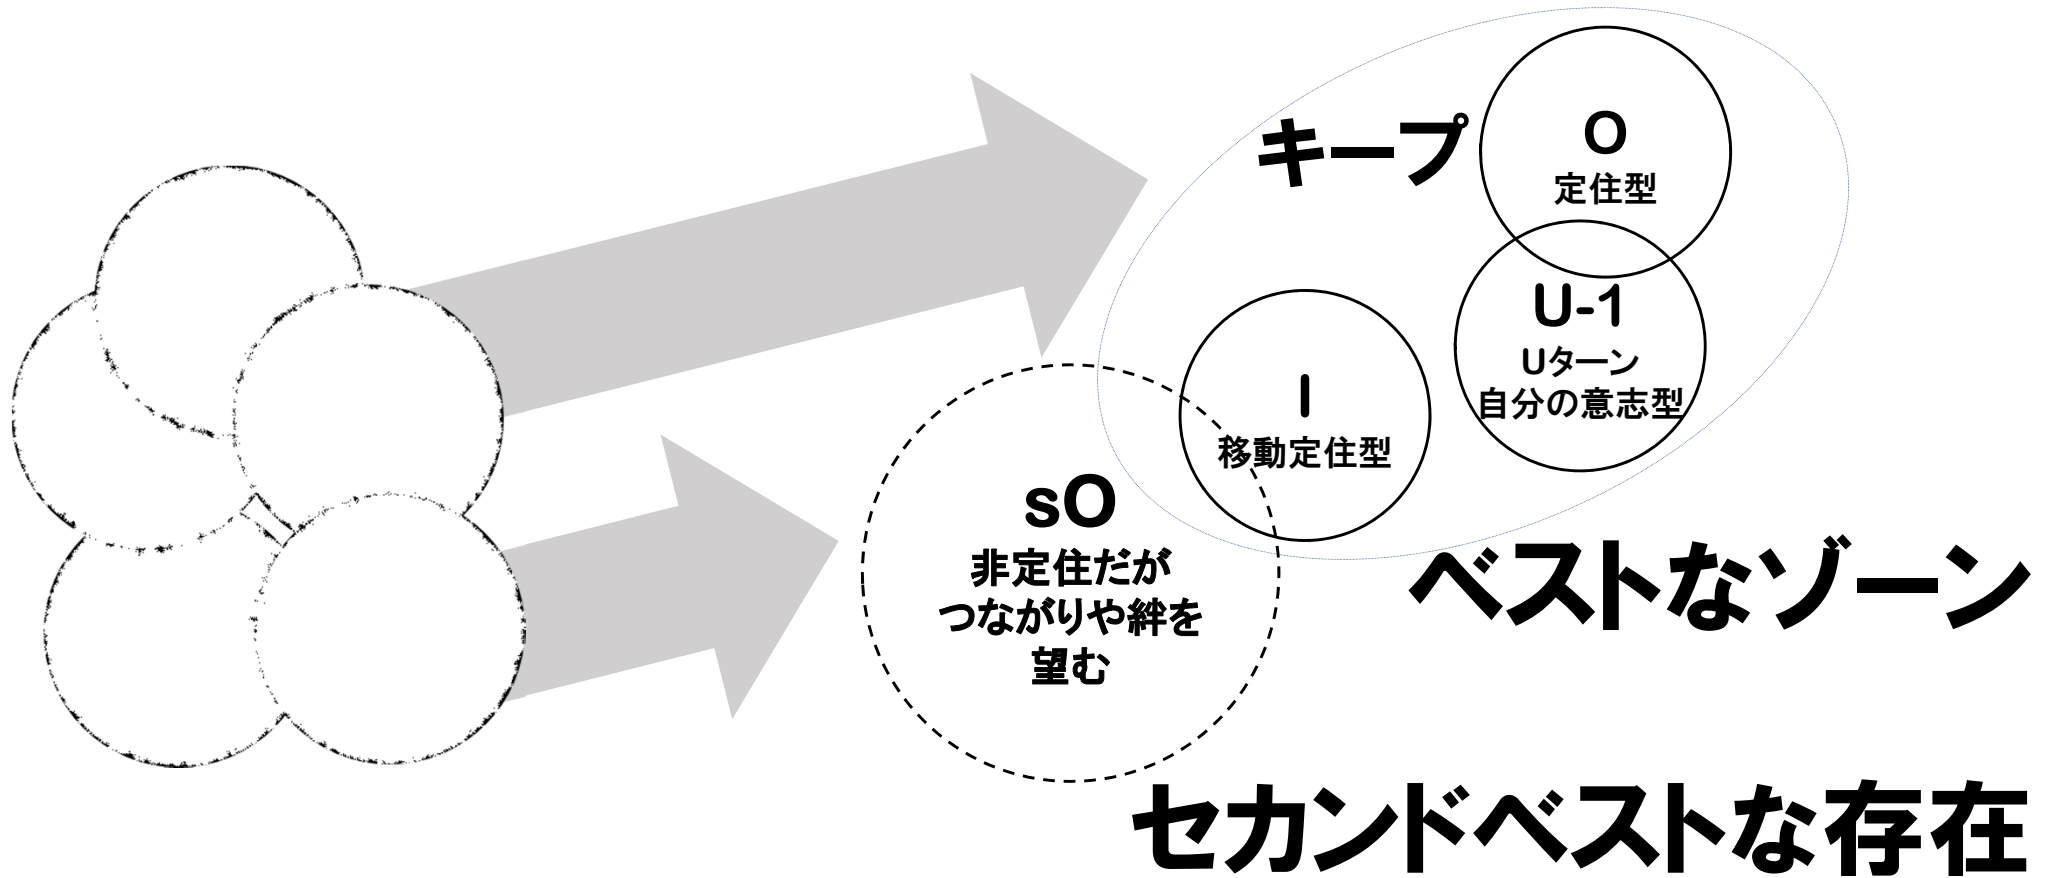 キープ
O
定住型
U-1
Uターン
自分の意志型
I
移動定住型
sO
非定住だが
つながりや絆を
望む
ベストなゾーン
セカンドベストな存在